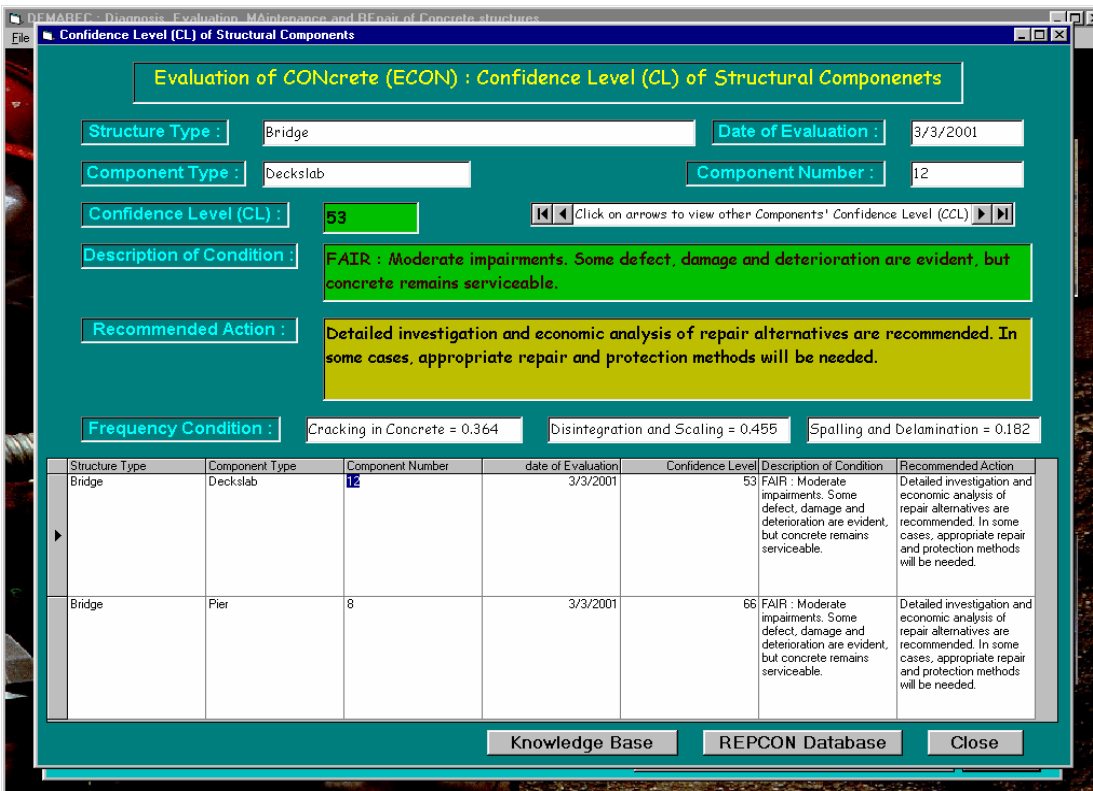 DEMAREC : Diagnosis, Evaluation, MAintenance and REpair of Concrete structures
File
Confidence Level (CL) of Structural Components
Evaluation of CONcrete (ECON) : Confidence Level (CL) of Structural Componenets
Structure Type :
Bridge
Date of Evaluation :
3/3/2001
Component Type :
Deckslab
Component Number :
12
Confidence Level (CL) :
53
Click on arrows to view other Components' Confidence Level (CCL)
Description of Condition :
FAIR : Moderate impairments. Some defect, damage and deterioration are evident, but
concrete remains serviceable.
Recommended Action :
Detailed investigation and economic analysis of repair alternatives are recommended. In
some cases, appropriate repair and protection methods will be needed.
Frequency Condition :
Cracking in Concrete = 0.364
Disintegration and Scaling = 0.455
Spalling and Delamination = 0.182
Structure Type Component Type Component Number date of Evaluation Confidence Level Description of Condition Recommended Action
Bridge Deckslab 12 3/3/2001 53
FAIR : Moderate
impairments. Some
defect, damage and
deterioration are evident,
but concrete remains
serviceable.
Detailed investigation and
economic analysis of
repair alternatives are
recommended. In some
cases, appropriate repair
and protection methods
will be needed.
Bridge Pier 8 3/3/2001 66
FAIR : Moderate
impairments. Some
defect, damage and
deterioration are evident,
but concrete remains
serviceable.
Detailed investigation and
economic analysis of
repair alternatives are
recommended. In some
cases, appropriate repair
and protection methods
will be needed.
Knowledge Base
REPCON Database
Close